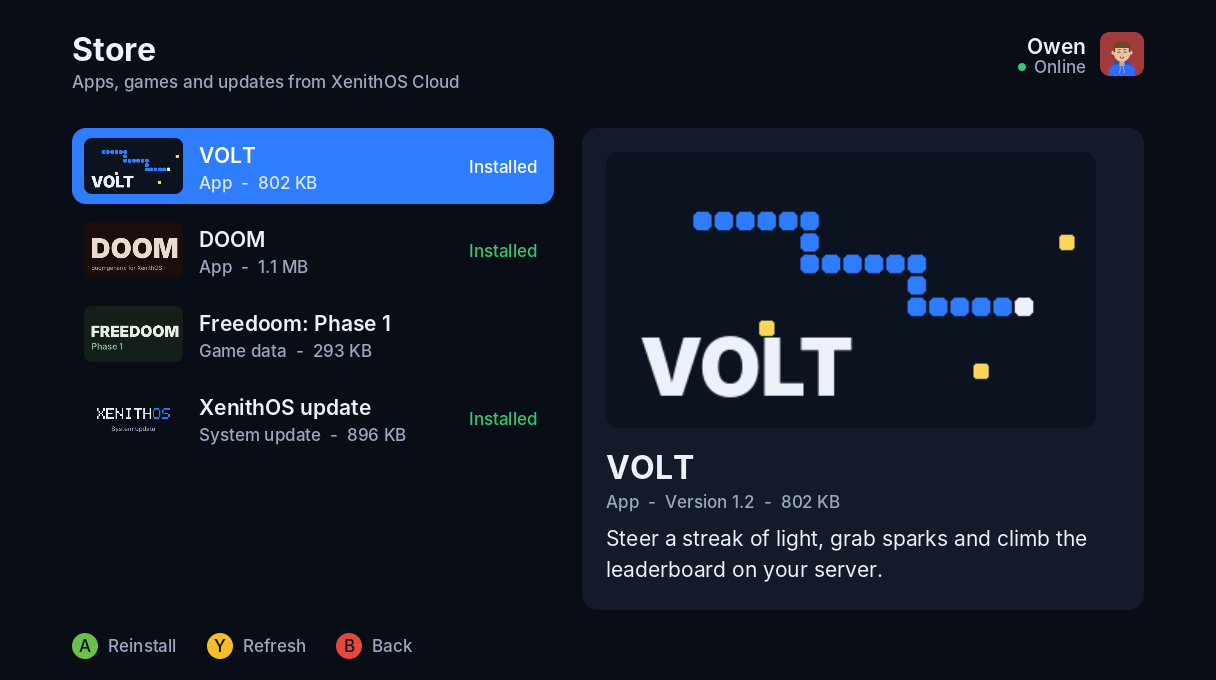 Store
Apps, games and updates from XenithOS Cloud
Owen
Online
VOLT
VOLT
App - 802 KB
Installed
DOOM
doomgeneric for XenithOS
DOOM
App - 1.1 MB
Installed
FREEDOOM
Phase 1
Freedoom: Phase 1
Game data - 293 KB
XENITHOS
System update
XenithOS update
System update - 896 KB
Installed
VOLT
VOLT
App - Version 1.2 - 802 KB
Steer a streak of light, grab sparks and climb the
leaderboard on your server.
A Reinstall
Y Refresh
B Back